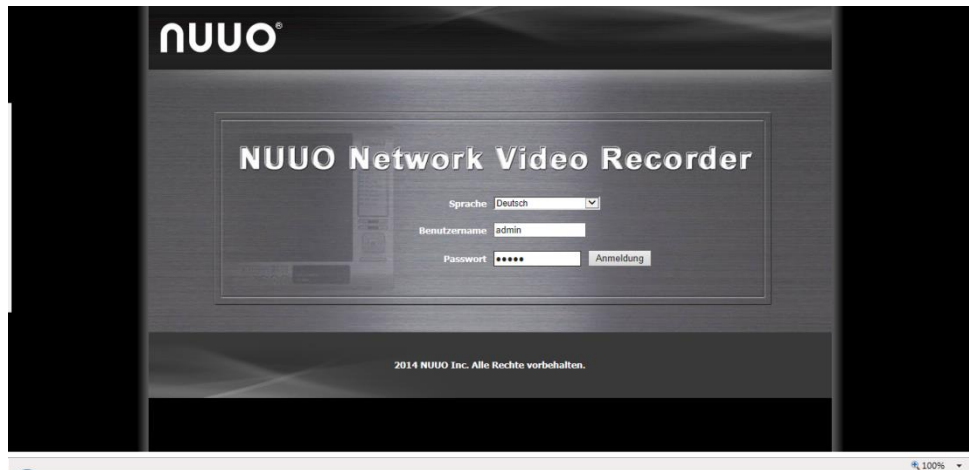 nuuo®
NUUO Network Video Recorder
Sprache Deutsch
Benutzername admin
Passwort ••••• Anmeldung
2014 NUUO Inc. Alle Rechte vorbehalten.
100%